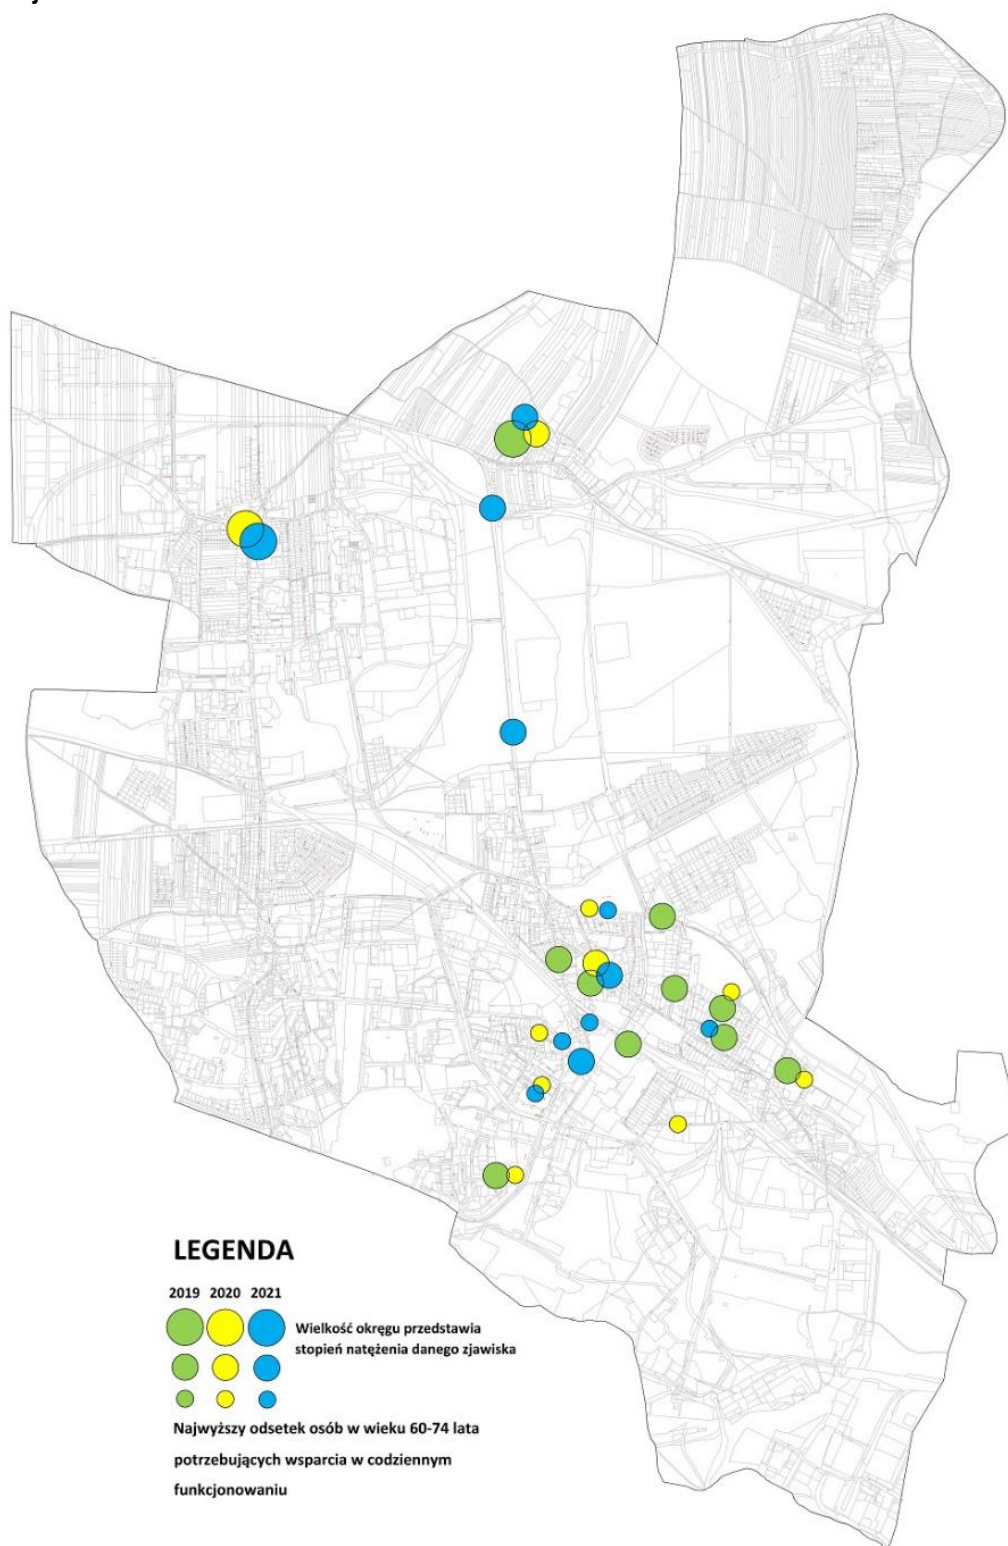 LEGENDA
2019 2020 2021
Wielkość okręgu przedstawia
stopień natężenia danego zjawiska
Najwyższy odsetek osób w wieku 60-74 lata
potrzebujących wsparcia w codziennym
funkcjonowaniu